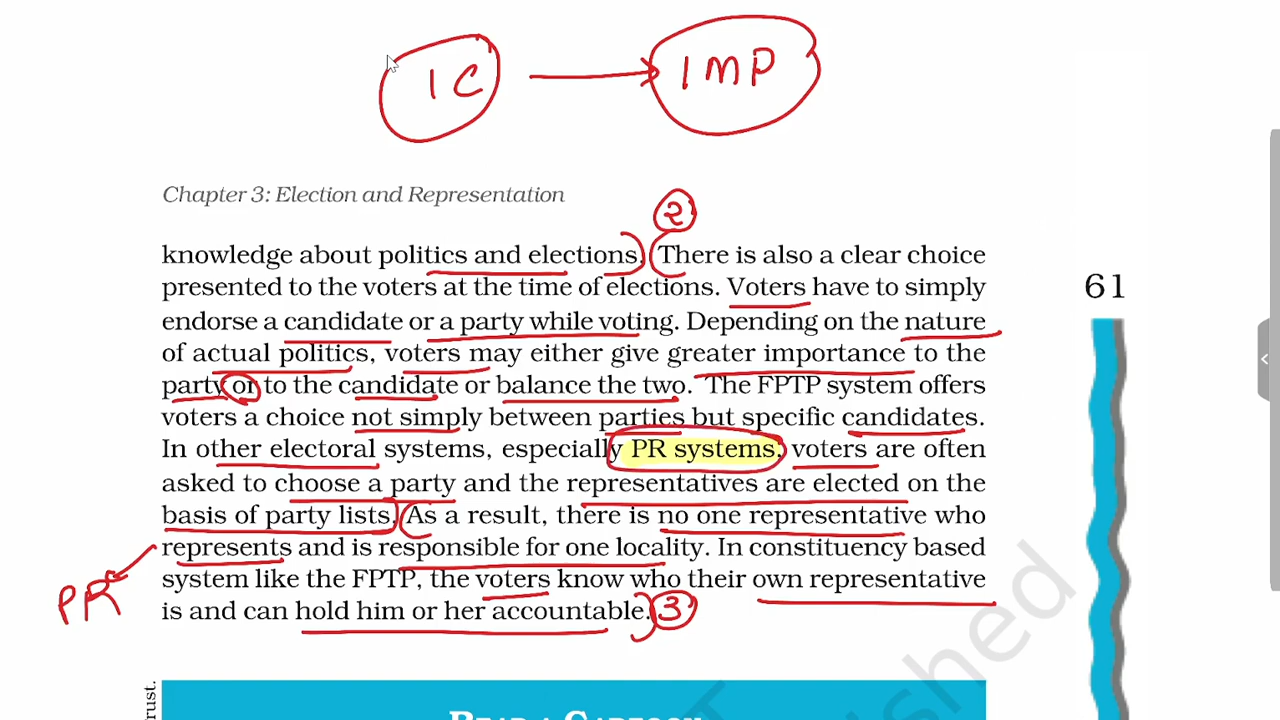 IC → IMP
Chapter 3: Election and Representation
2
knowledge about politics and elections. There is also a clear choice
presented to the voters at the time of elections. Voters have to simply
endorse a candidate or a party while voting. Depending on the nature
of actual politics, voters may either give greater importance to the
party or to the candidate or balance the two. The FPTP system offers
voters a choice not simply between parties but specific candidates.
In other electoral systems, especially PR systems, voters are often
asked to choose a party and the representatives are elected on the
basis of party lists. As a result, there is no one representative who
represents and is responsible for one locality. In constituency based
system like the FPTP, the voters know who their own representative
is and can hold him or her accountable. 3
PR
61